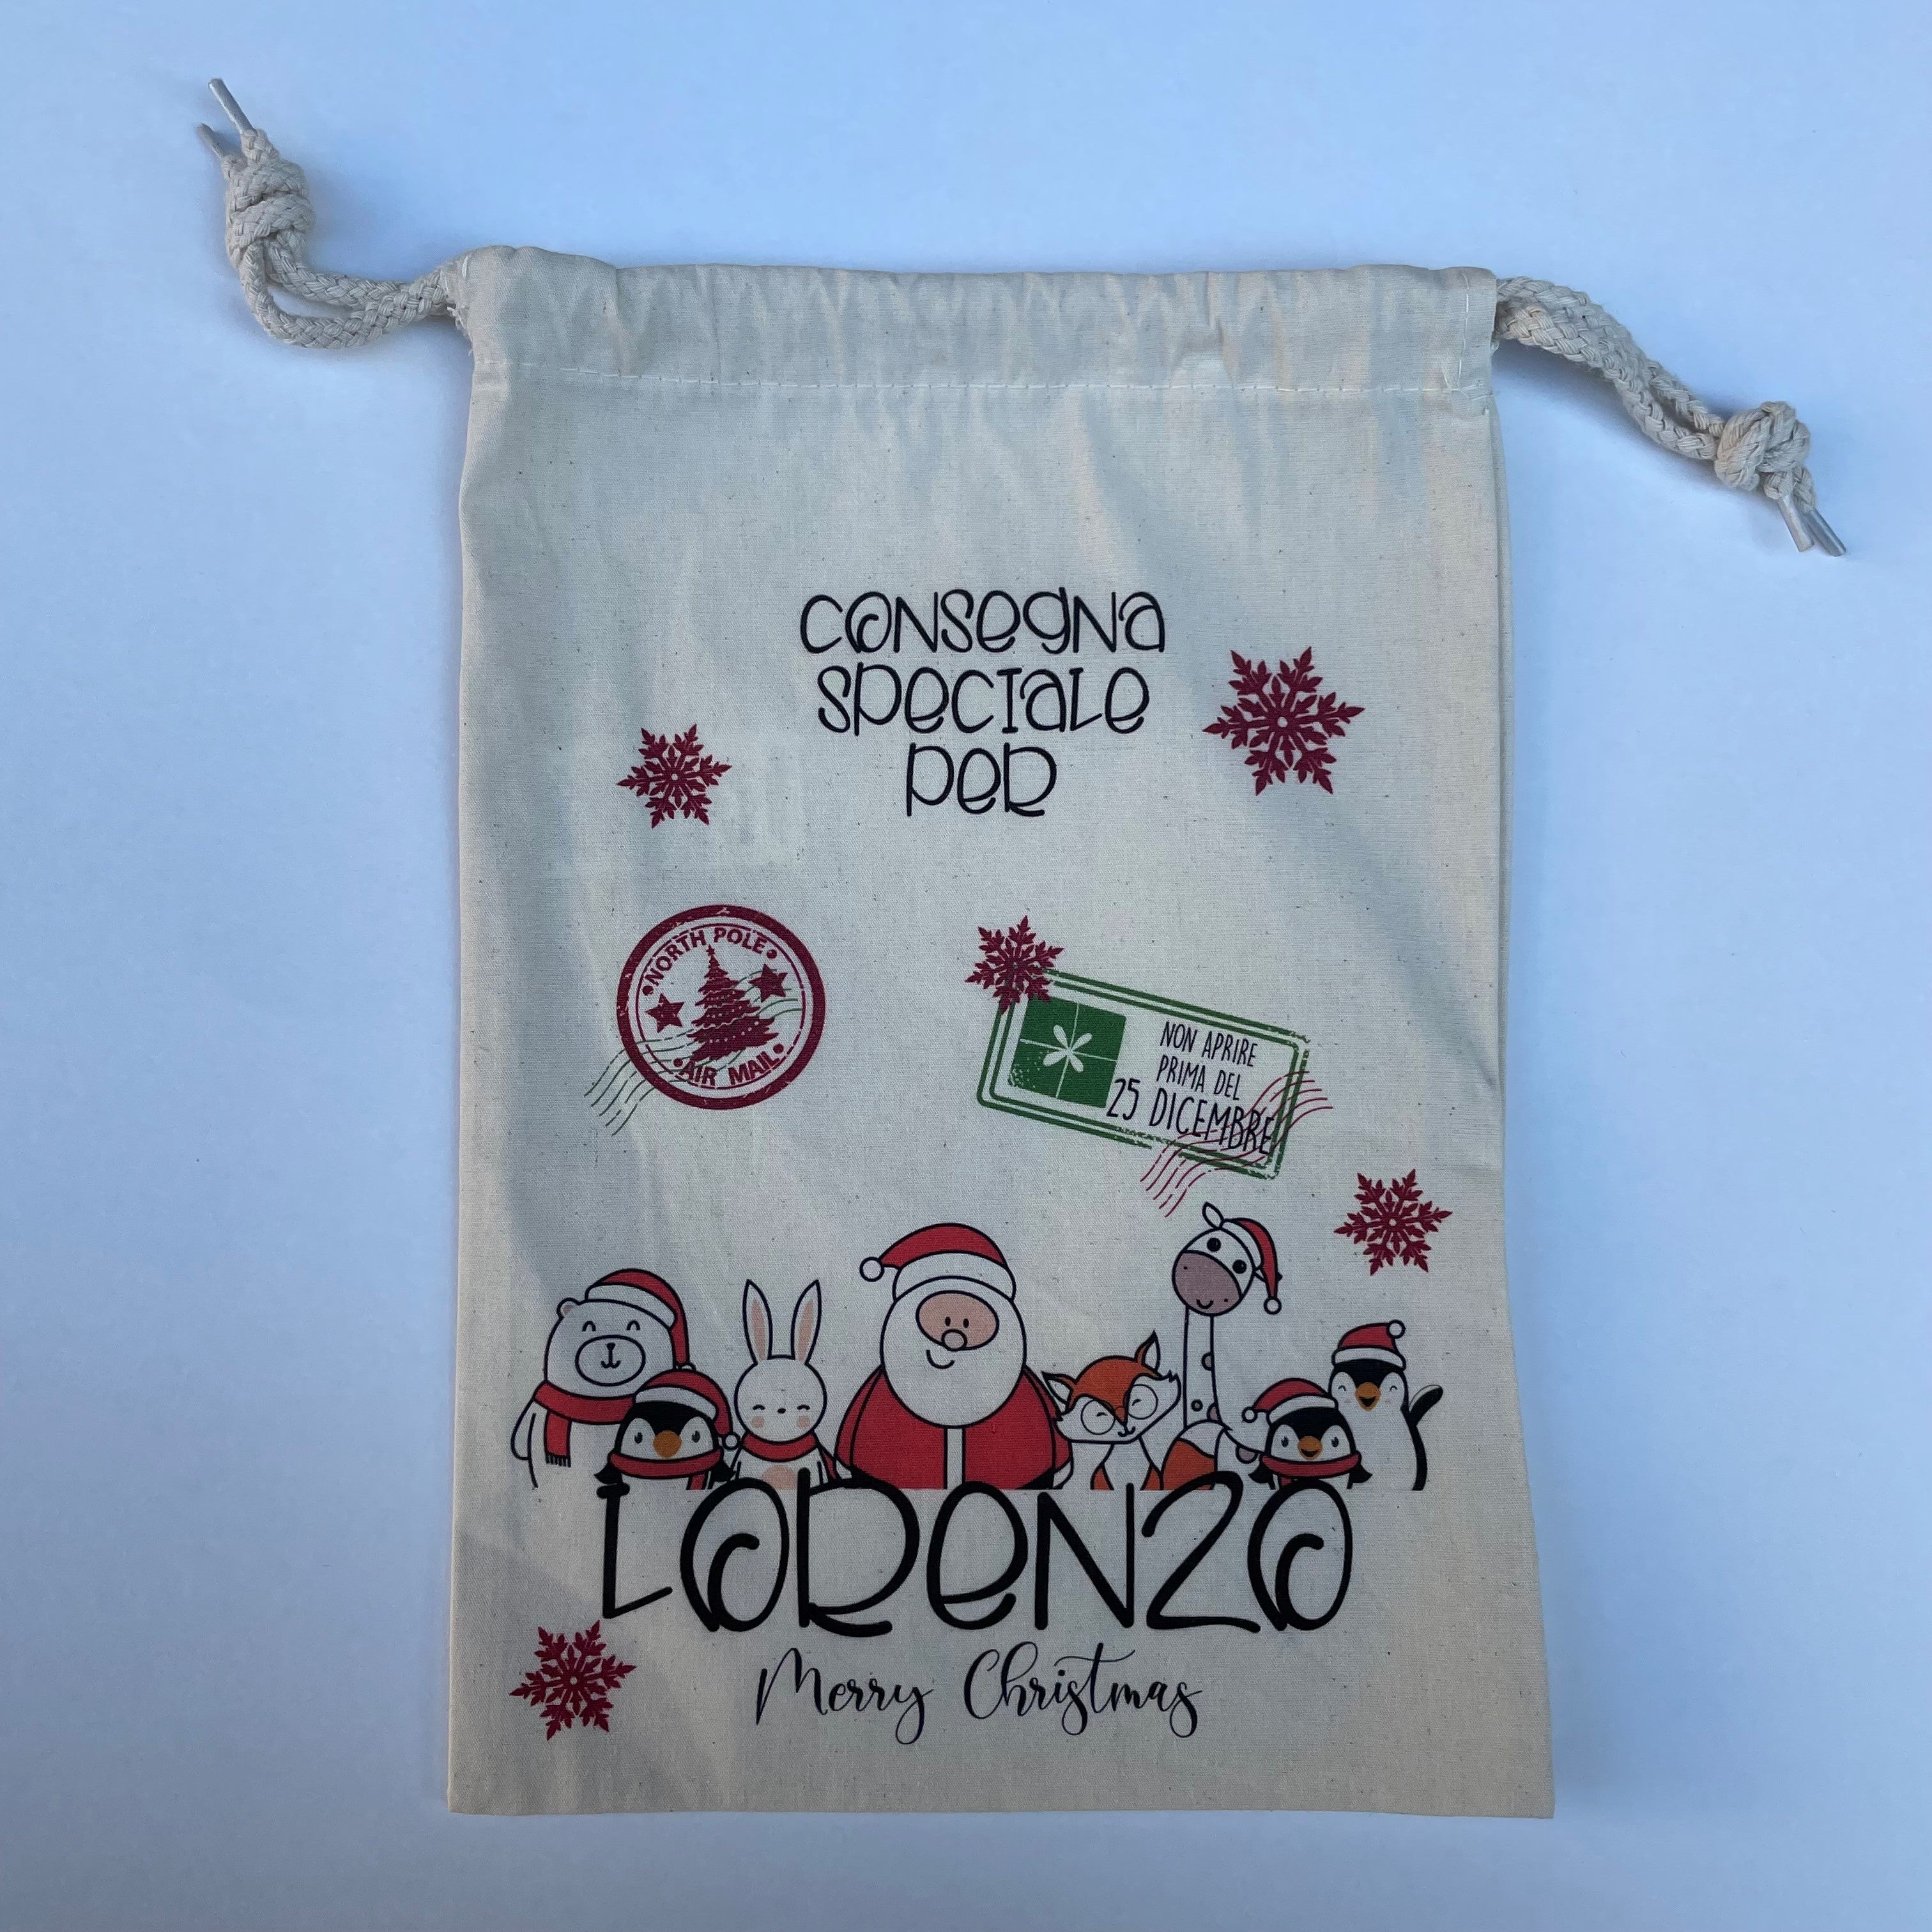 CONSEGNA
SPECIALE
PER
NORTH POLE
AIR MAIL
NON APRIRE
PRIMA DEL
25 DICEMBRE
LORENZO
Merry Christmas